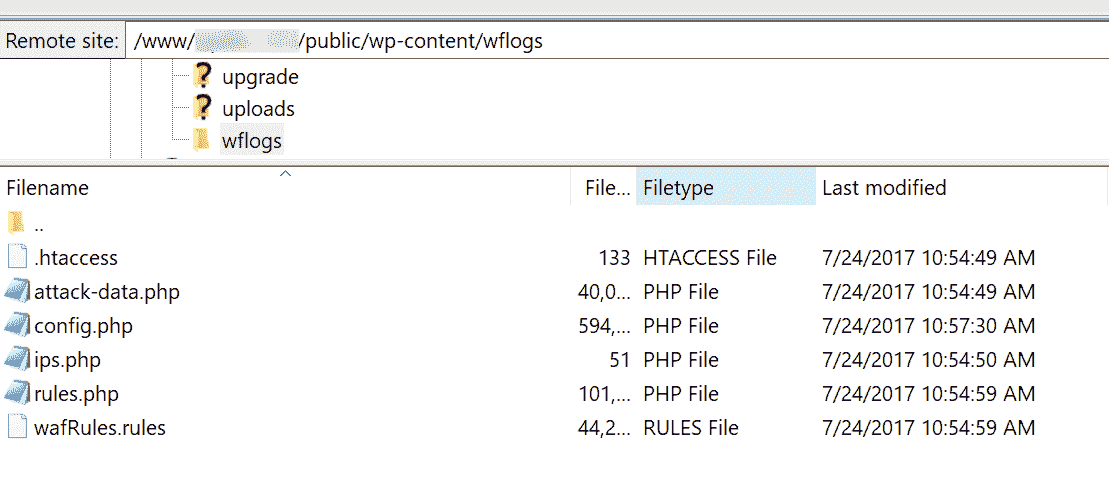 Remote site: /www/ /public/wp-content/wflogs
upgrade
uploads
wflogs
Filename File... Filetype Last modified
..
.htaccess 133 HTACCESS File 7/24/2017 10:54:49 AM
attack-data.php 40,0... PHP File 7/24/2017 10:54:49 AM
config.php 594,... PHP File 7/24/2017 10:57:30 AM
ips.php 51 PHP File 7/24/2017 10:54:50 AM
rules.php 101,... PHP File 7/24/2017 10:54:59 AM
wafRules.rules 44,2... RULES File 7/24/2017 10:54:59 AM